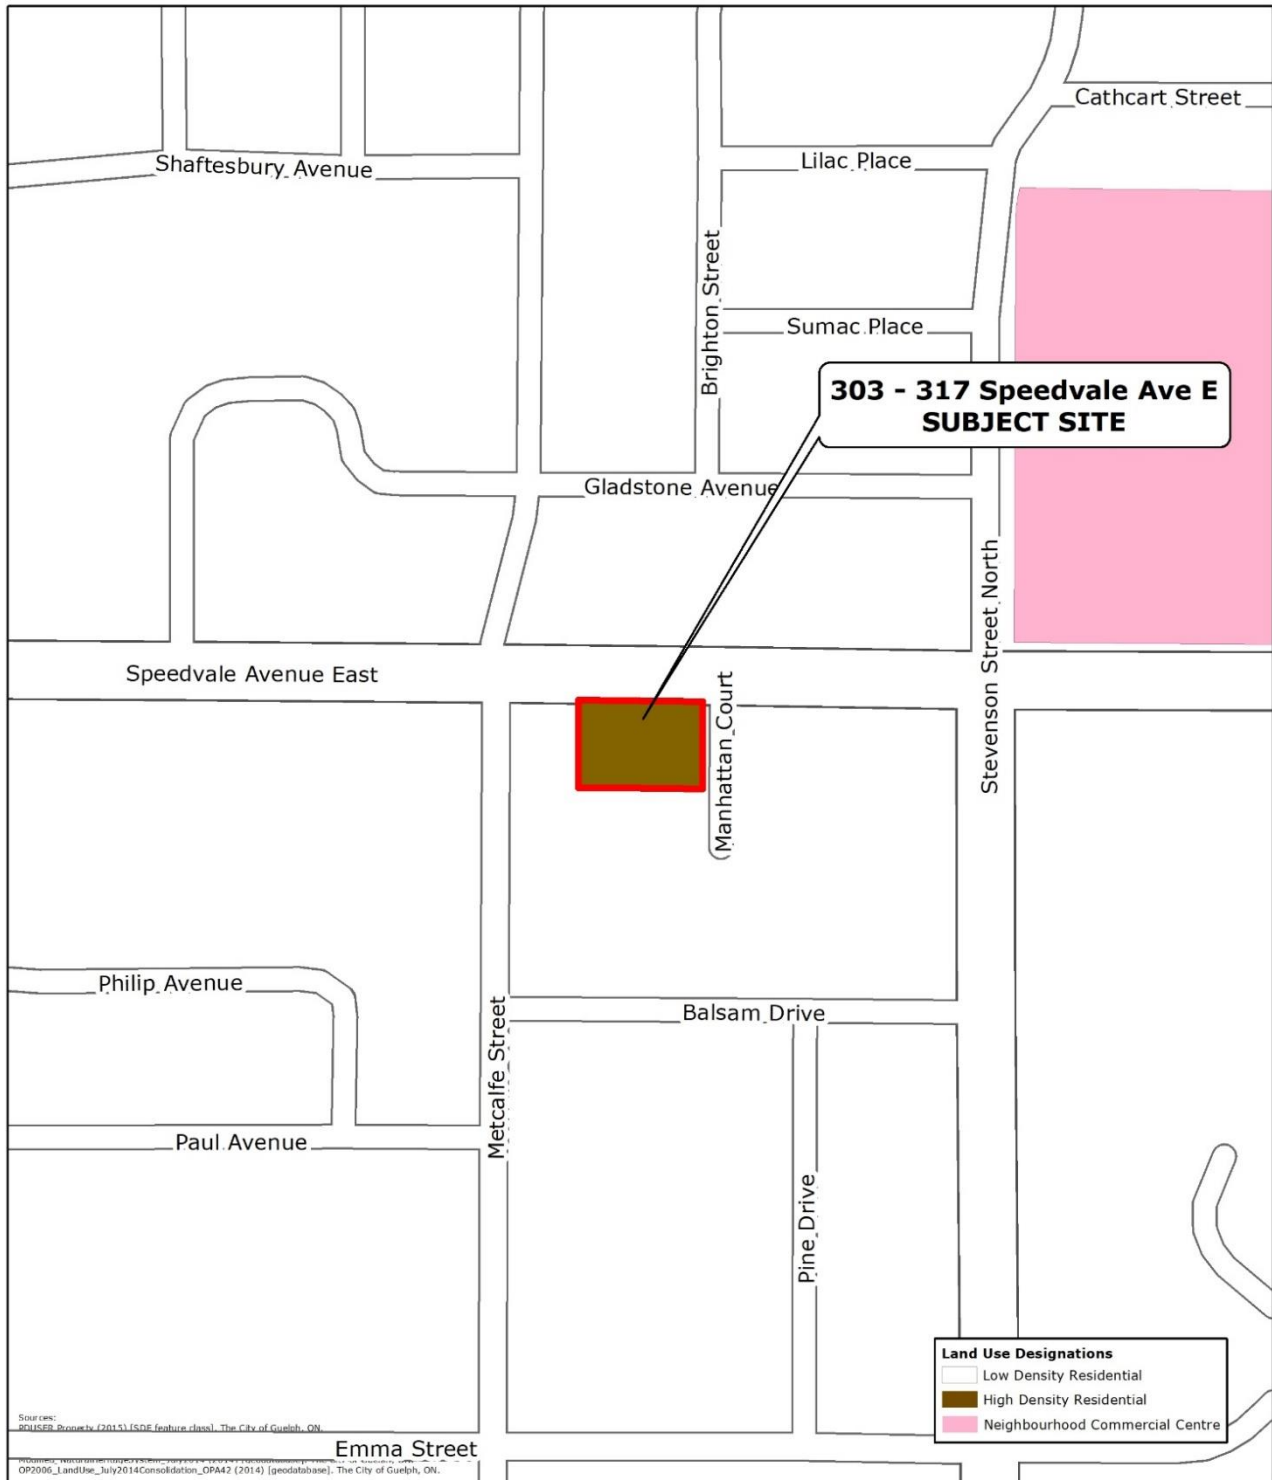 Cathcart Street
Shaftesbury Avenue
Lilac Place
Brighton Street
Sumac Place
303 - 317 Speedvale Ave E
SUBJECT SITE
Gladstone Avenue
Stevenson Street North
Speedvale Avenue East
Manhattan Court
Philip Avenue
Balsam Drive
Metcalfe Street
Paul Avenue
Pine Drive
Land Use Designations
Low Density Residential
High Density Residential
Neighbourhood Commercial Centre
Sources:
PDUSER.Property (2015) [SDE feature class]. The City of Guelph, ON.
Emma Street
OP2006_LandUse_July2014Consolidation_OPA42 (2014) [geodatabase]. The City of Guelph, ON.